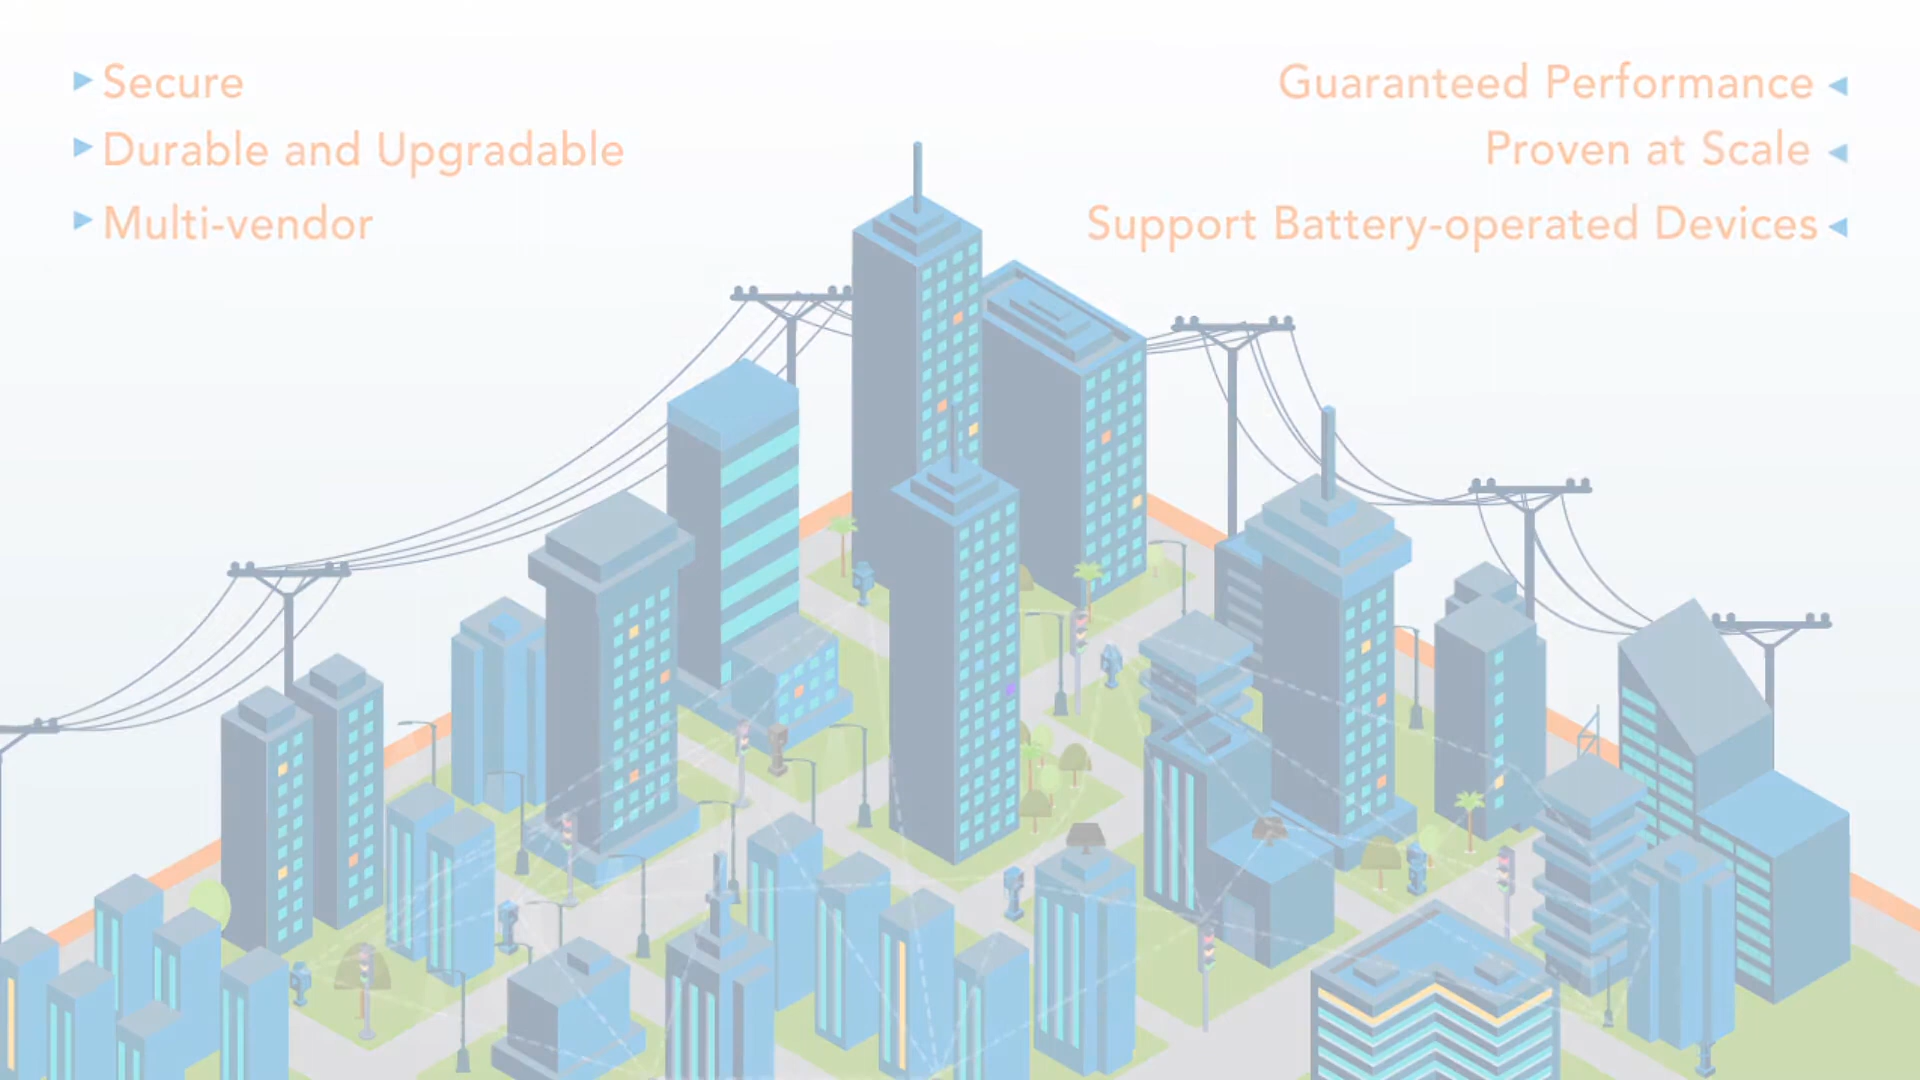 Secure
Durable and Upgradable
Multi-vendor
Guaranteed Performance
Proven at Scale
Support Battery-operated Devices